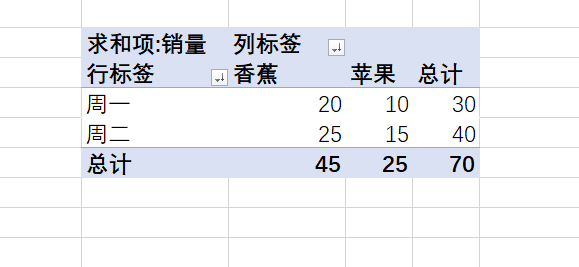 求和项:销量 列标签
行标签 香蕉 苹果 总计
周一 20 10 30
周二 25 15 40
总计 45 25 70